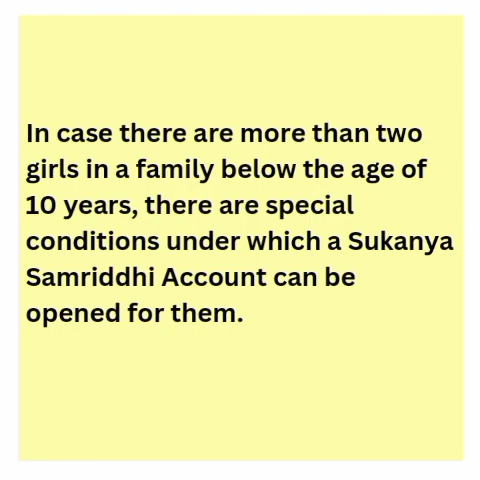 In case there are more than two
girls in a family below the age of
10 years, there are special
conditions under which a Sukanya
Samriddhi Account can be
opened for them.